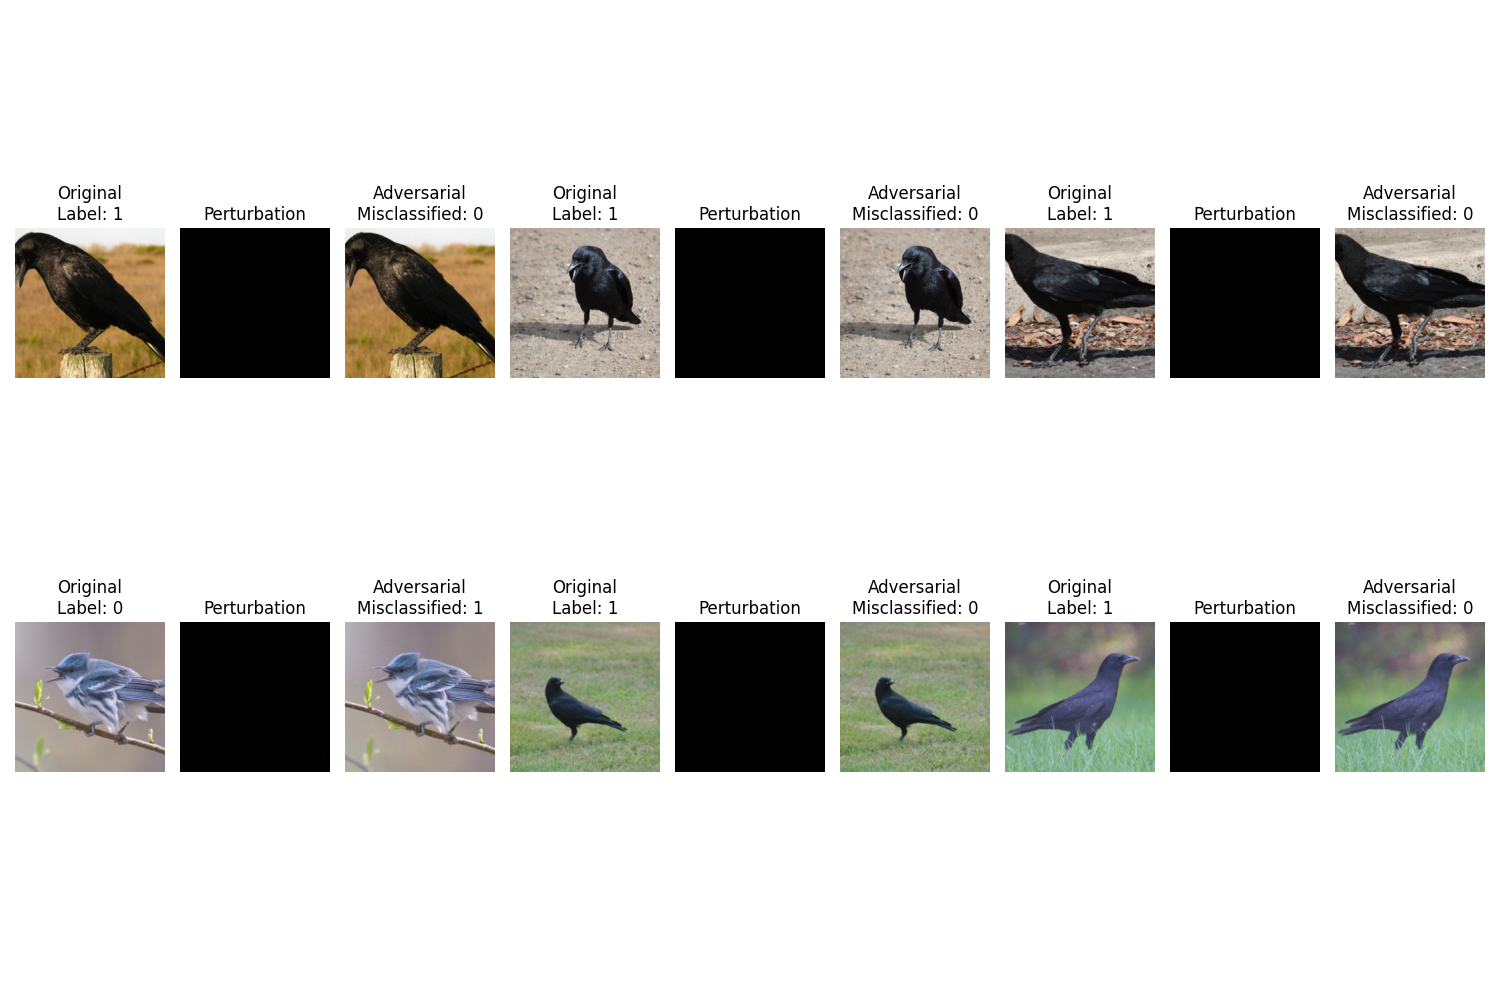 Original
Label: 1
Perturbation
Adversarial
Misclassified: 0
Original
Label: 1
Perturbation
Adversarial
Misclassified: 0
Original
Label: 1
Perturbation
Adversarial
Misclassified: 0
Original
Label: 0
Perturbation
Adversarial
Misclassified: 1
Original
Label: 1
Perturbation
Adversarial
Misclassified: 0
Original
Label: 1
Perturbation
Adversarial
Misclassified: 0